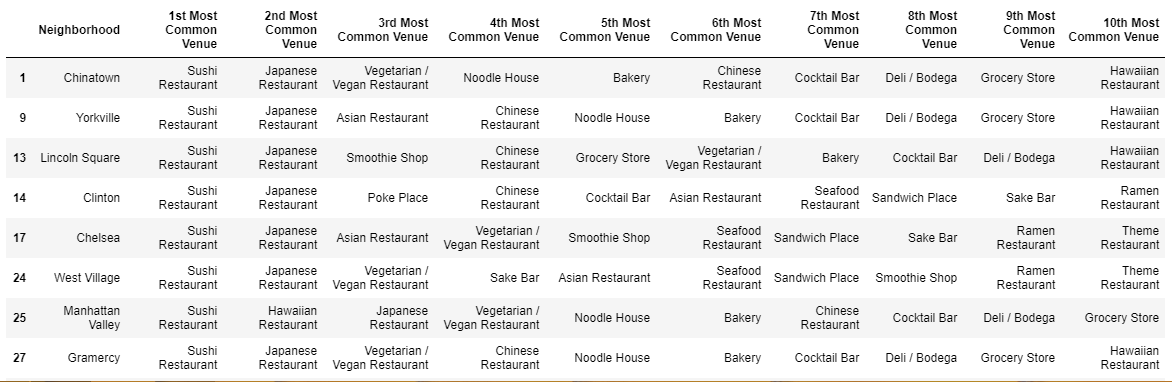 Neighborhood 1st Most Common Venue 2nd Most Common Venue 3rd Most Common Venue 4th Most Common Venue 5th Most Common Venue 6th Most Common Venue 7th Most Common Venue 8th Most Common Venue 9th Most Common Venue 10th Most Common Venue
1 Chinatown Sushi Restaurant Japanese Restaurant Vegetarian / Vegan Restaurant Noodle House Bakery Chinese Restaurant Cocktail Bar Deli / Bodega Grocery Store Hawaiian Restaurant
9 Yorkville Sushi Restaurant Japanese Restaurant Asian Restaurant Chinese Restaurant Noodle House Bakery Cocktail Bar Deli / Bodega Grocery Store Hawaiian Restaurant
13 Lincoln Square Sushi Restaurant Japanese Restaurant Smoothie Shop Chinese Restaurant Grocery Store Vegetarian / Vegan Restaurant Bakery Cocktail Bar Deli / Bodega Hawaiian Restaurant
14 Clinton Sushi Restaurant Japanese Restaurant Poke Place Chinese Restaurant Cocktail Bar Asian Restaurant Seafood Restaurant Sandwich Place Sake Bar Ramen Restaurant
17 Chelsea Sushi Restaurant Japanese Restaurant Asian Restaurant Vegetarian / Vegan Restaurant Smoothie Shop Seafood Restaurant Sandwich Place Sake Bar Ramen Restaurant Theme Restaurant
24 West Village Sushi Restaurant Japanese Restaurant Vegetarian / Vegan Restaurant Sake Bar Asian Restaurant Seafood Restaurant Sandwich Place Smoothie Shop Ramen Restaurant Theme Restaurant
25 Manhattan Valley Sushi Restaurant Hawaiian Restaurant Japanese Restaurant Vegetarian / Vegan Restaurant Noodle House Bakery Chinese Restaurant Cocktail Bar Deli / Bodega Grocery Store
27 Gramercy Sushi Restaurant Japanese Restaurant Vegetarian / Vegan Restaurant Chinese Restaurant Noodle House Bakery Cocktail Bar Deli / Bodega Grocery Store Hawaiian Restaurant